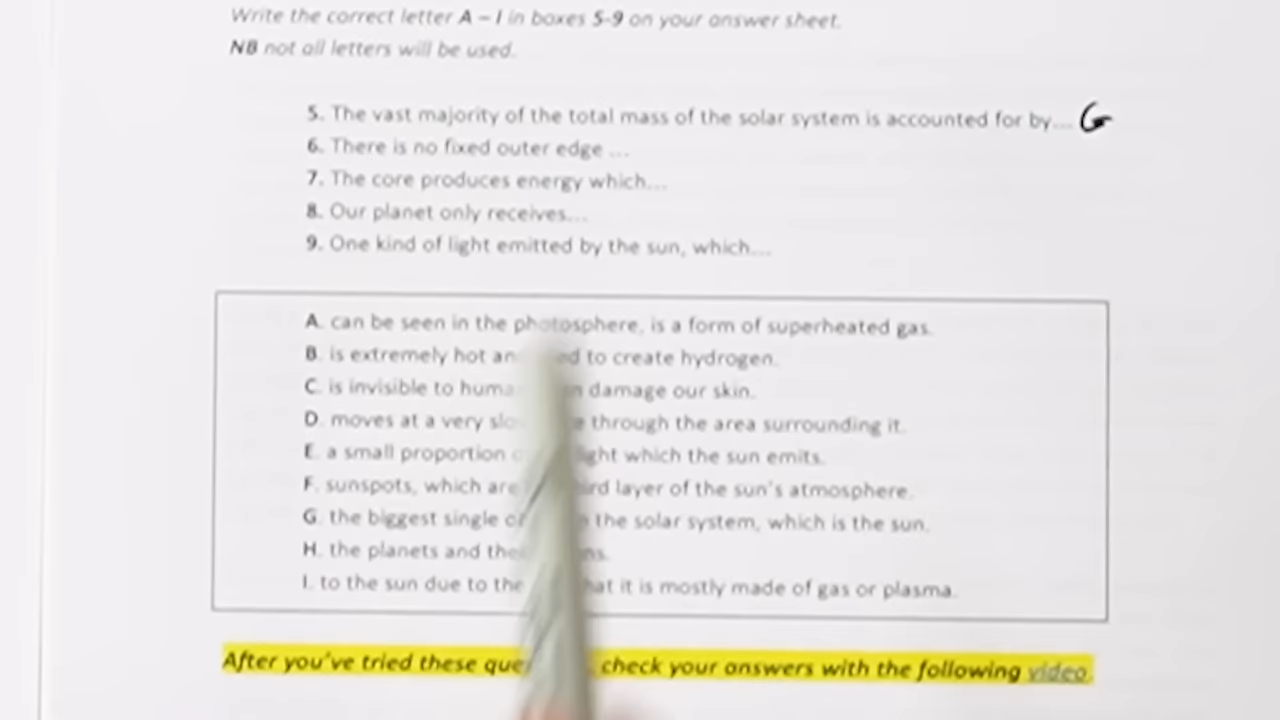 Write the correct letter A – I in boxes 5-9 on your answer sheet.
NB not all letters will be used.
5. The vast majority of the total mass of the solar system is accounted for by... G
6. There is no fixed outer edge ...
7. The core produces energy which...
8. Our planet only receives...
9. One kind of light emitted by the sun, which...
A. can be seen in the photosphere, is a form of superheated gas.
B. is extremely hot to create hydrogen.
C. is invisible to damage our skin.
D. moves at a very through the area surrounding it.
E. a small proportion which the sun emits.
F. sunspots, which are layer of the sun's atmosphere.
G. the biggest single the solar system, which is the sun.
H. the planets and
I. to the sun due to the it is mostly made of gas or plasma.
After you've tried these check your answers with the following video.